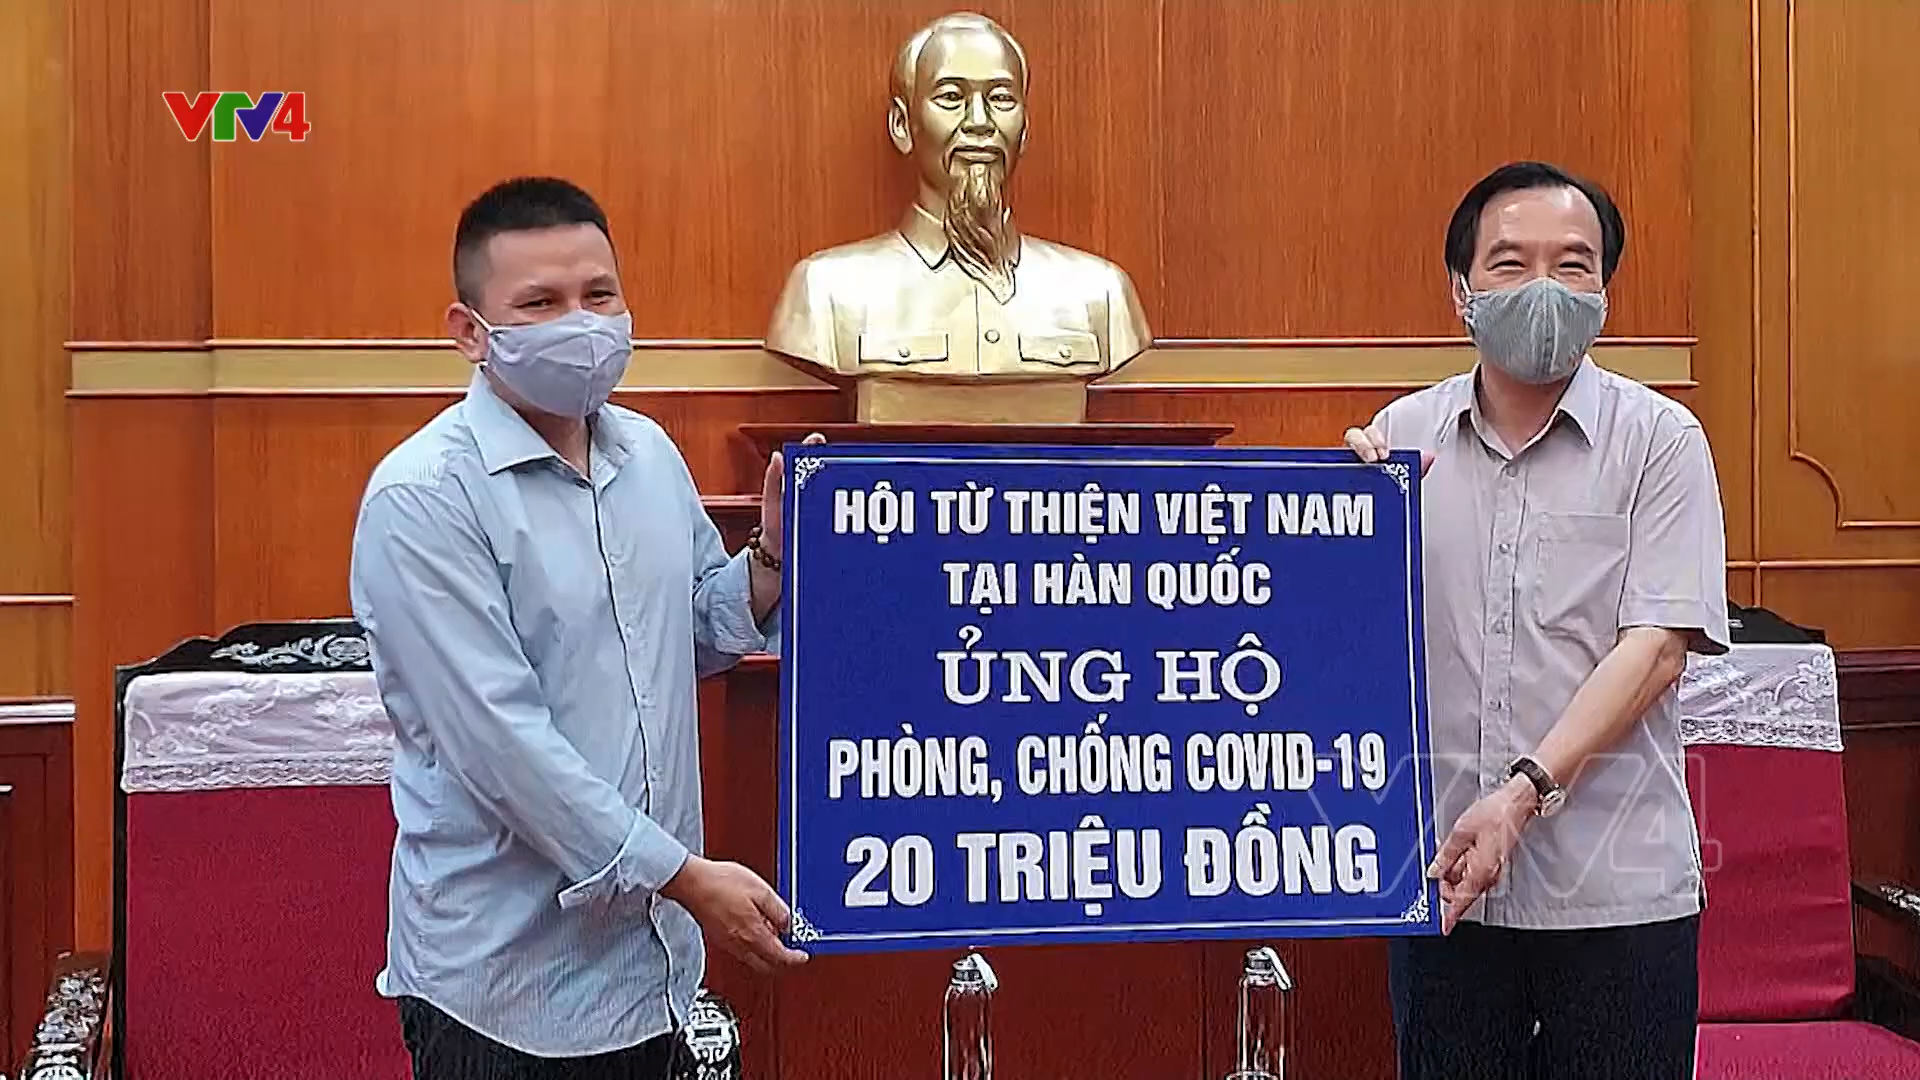 VTV4
HỘI TỪ THIỆN VIỆT NAM
TẠI HÀN QUỐC
ỦNG HỘ
PHÒNG, CHỐNG COVID-19
20 TRIỆU ĐỒNG
VTV4